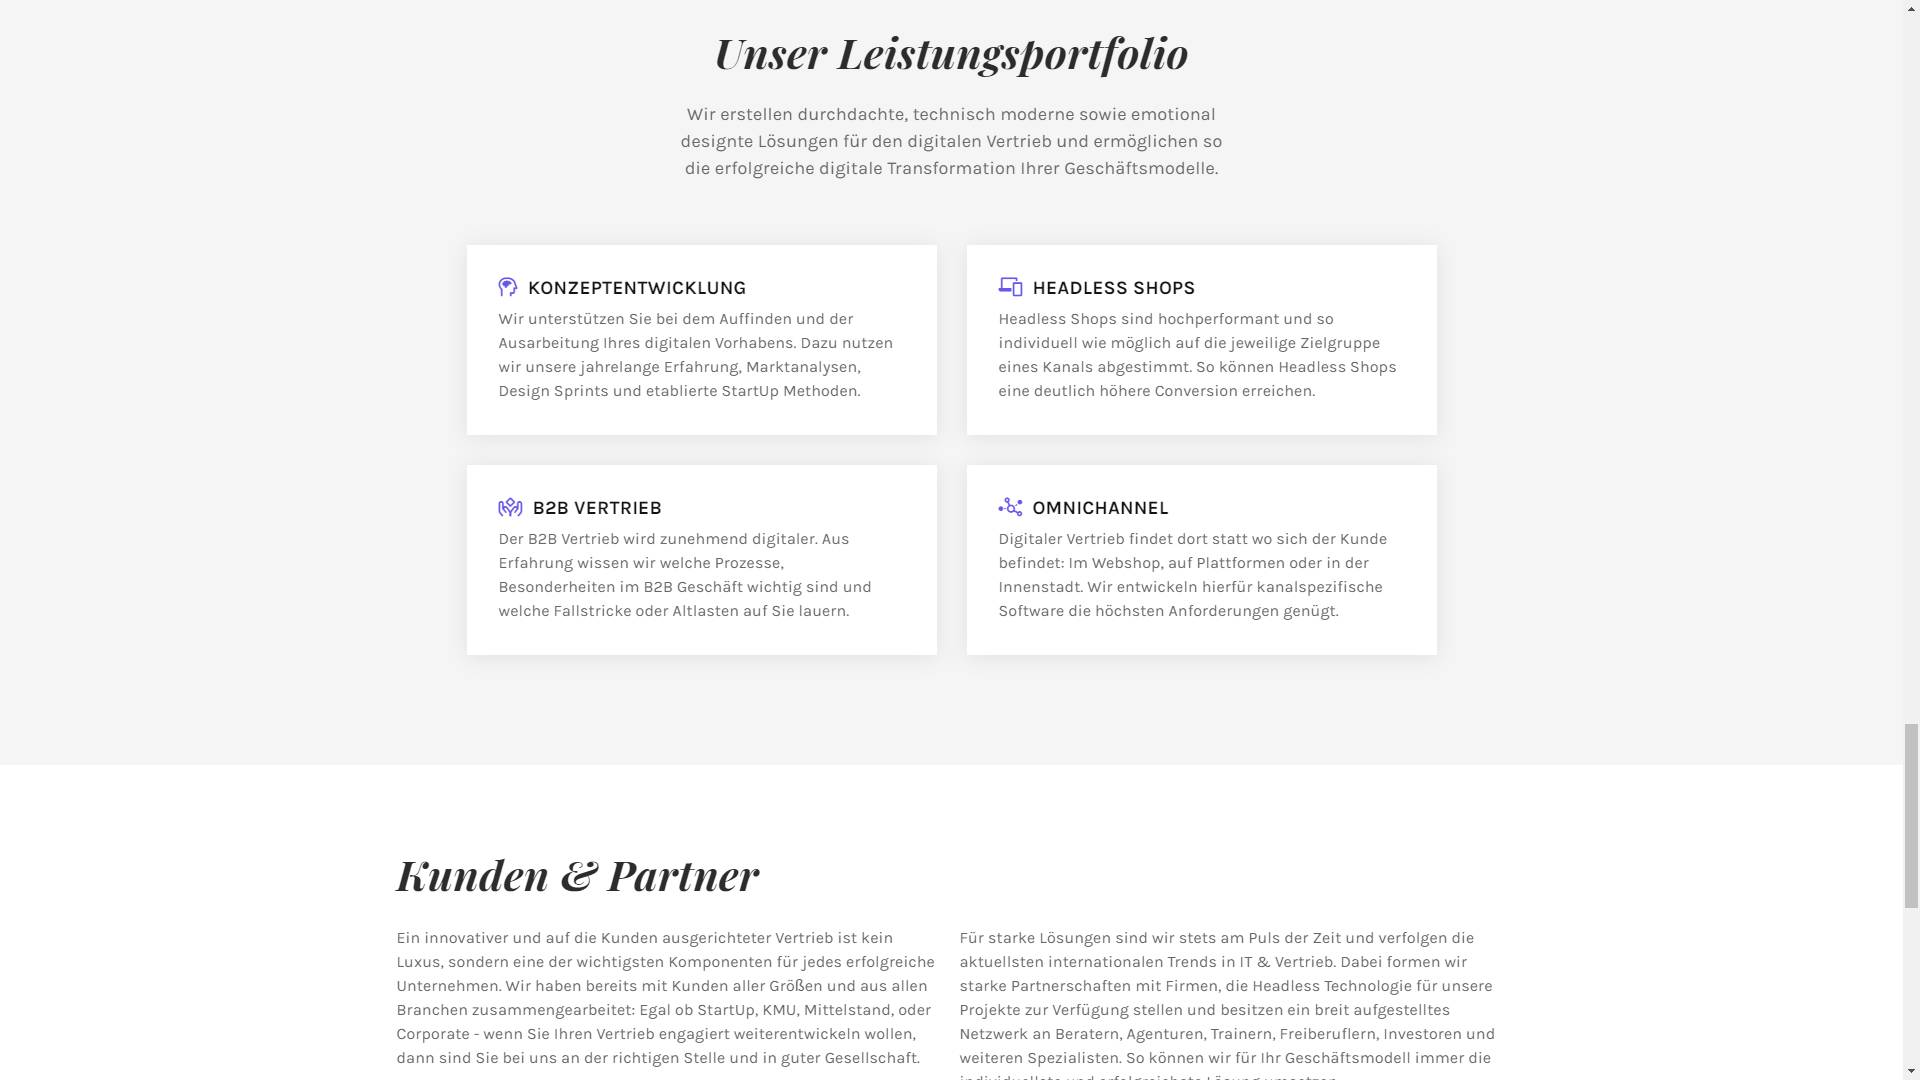 Unser Leistungsportfolio
Wir erstellen durchdachte, technisch moderne sowie emotional
designte Lösungen für den digitalen Vertrieb und ermöglichen so
die erfolgreiche digitale Transformation Ihrer Geschäftsmodelle.
KONZEPTENTWICKLUNG
Wir unterstützen Sie bei dem Auffinden und der
Ausarbeitung Ihres digitalen Vorhabens. Dazu nutzen
wir unsere jahrelange Erfahrung, Marktanalysen,
Design Sprints und etablierte StartUp Methoden.
HEADLESS SHOPS
Headless Shops sind hochperformant und so
individuell wie möglich auf die jeweilige Zielgruppe
eines Kanals abgestimmt. So können Headless Shops
eine deutlich höhere Conversion erreichen.
B2B VERTRIEB
Der B2B Vertrieb wird zunehmend digitaler. Aus
Erfahrung wissen wir welche Prozesse,
Besonderheiten im B2B Geschäft wichtig sind und
welche Fallstricke oder Altlasten auf Sie lauern.
OMNICHANNEL
Digitaler Vertrieb findet dort statt wo sich der Kunde
befindet: Im Webshop, auf Plattformen oder in der
Innenstadt. Wir entwickeln hierfür kanalspezifische
Software die höchsten Anforderungen genügt.
Kunden & Partner
Ein innovativer und auf die Kunden ausgerichteter Vertrieb ist kein
Luxus, sondern eine der wichtigsten Komponenten für jedes erfolgreiche
Unternehmen. Wir haben bereits mit Kunden aller Größen und aus allen
Branchen zusammengearbeitet: Egal ob StartUp, KMU, Mittelstand, oder
Corporate - wenn Sie Ihren Vertrieb engagiert weiterentwickeln wollen,
dann sind Sie bei uns an der richtigen Stelle und in guter Gesellschaft.
Für starke Lösungen sind wir stets am Puls der Zeit und verfolgen die
aktuellsten internationalen Trends in IT & Vertrieb. Dabei formen wir
starke Partnerschaften mit Firmen, die Headless Technologie für unsere
Projekte zur Verfügung stellen und besitzen ein breit aufgestelltes
Netzwerk an Beratern, Agenturen, Trainern, Freiberuflern, Investoren und
weiteren Spezialisten. So können wir für Ihr Geschäftsmodell immer die